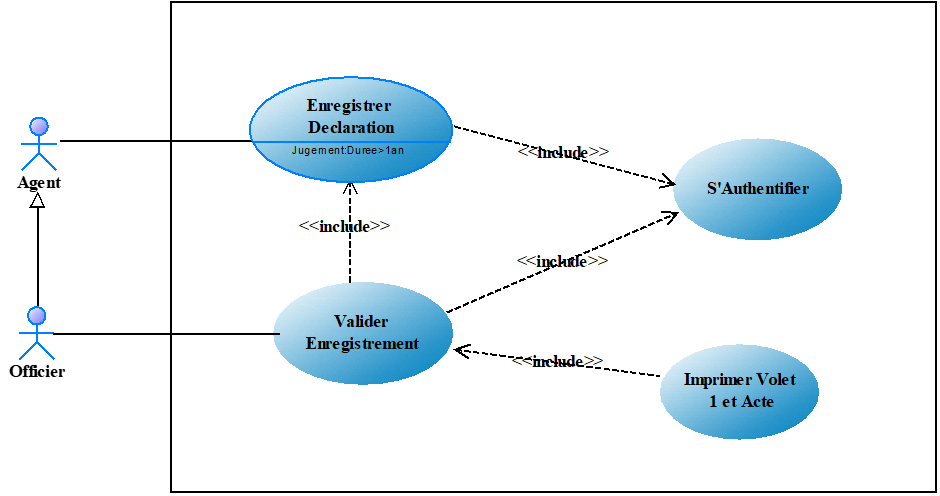 Enregistrer
Declaration
Jugement:Duree>1an
<<include>>
Agent
S'Authentifier
<<include>>
<<include>>
Valider
Enregistrement
Officier
<<include>>
Imprimer Volet
1 et Acte